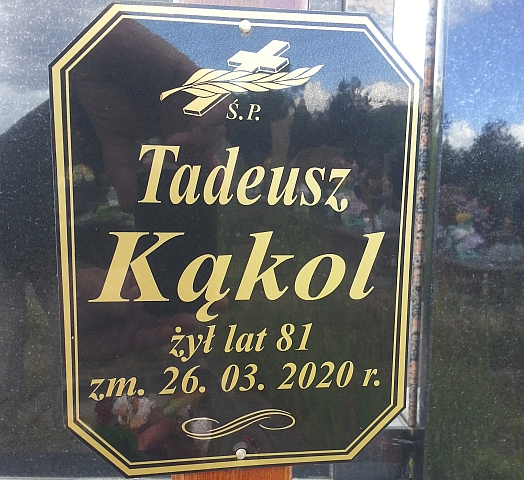 Ś.P.
Tadeusz
Kąkol
żył lat 81
zm. 26. 03. 2020 r.